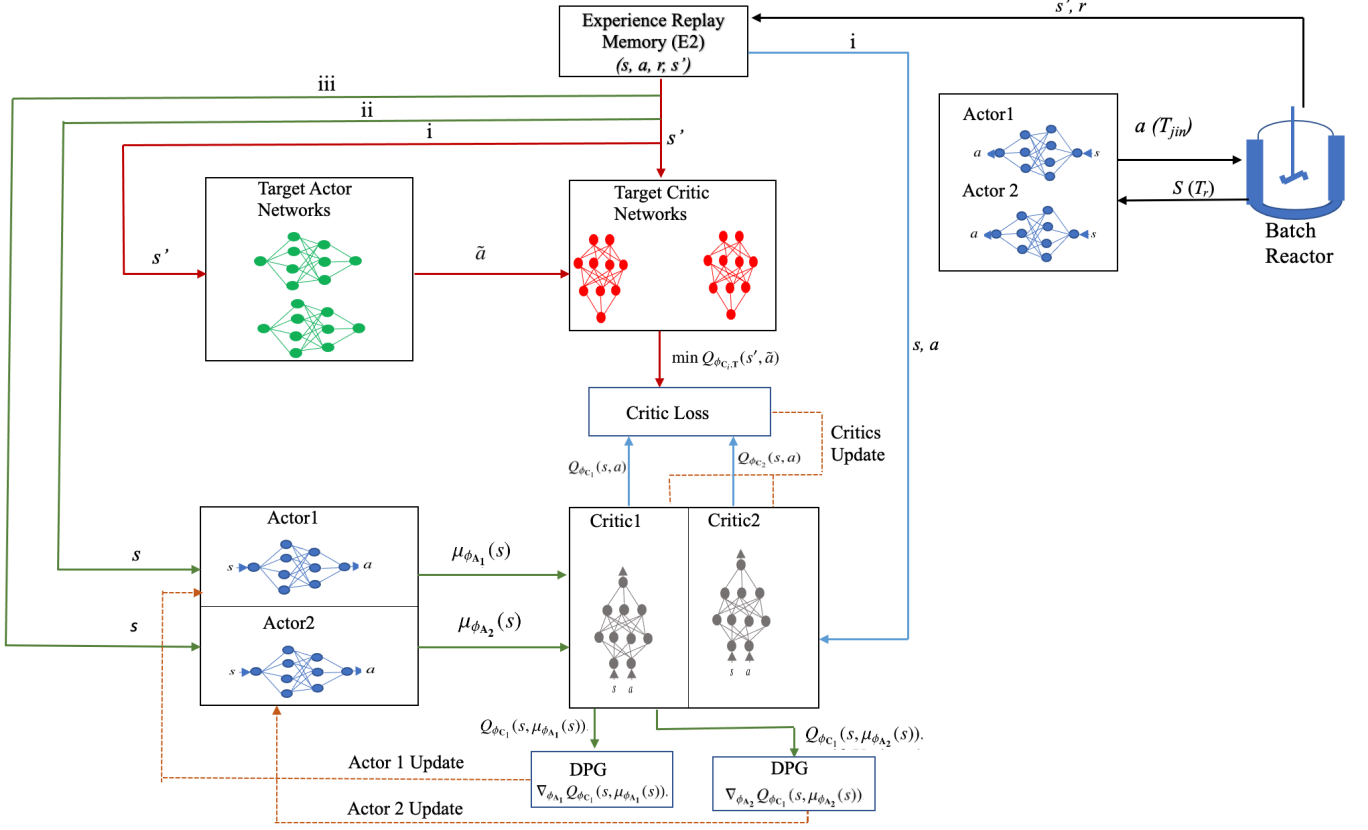 s', r
Experience Replay
Memory (E2)
(s, a, r, s')
i
iii
ii
i
s'
Actor1
a
s
Actor 2
a
s
a (T_jin)
S (T_r)
Batch
Reactor
Target Actor
Networks
s'
ã
Target Critic
Networks
min Q_{ϕ_{C_i,T}}(s′, ã)
s, a
Critic Loss
Critics
Update
Q_{ϕ_{C_1}}(s, a)
Q_{ϕ_{C_2}}(s, a)
Actor1
s
a
s
μ_{ϕ_{A_1}}(s)
Actor2
s
a
s
μ_{ϕ_{A_2}}(s)
Critic1
s a
Critic2
s a
Q_{ϕ_{C_1}}(s, μ_{ϕ_{A_1}}(s)).
Q_{ϕ_{C_1}}(s, μ_{ϕ_{A_2}}(s)).
Actor 1 Update
DPG
∇_{ϕ_{A_1}} Q_{ϕ_{C_1}}(s, μ_{ϕ_{A_1}}(s)).
DPG
∇_{ϕ_{A_2}} Q_{ϕ_{C_1}}(s, μ_{ϕ_{A_2}}(s))
Actor 2 Update